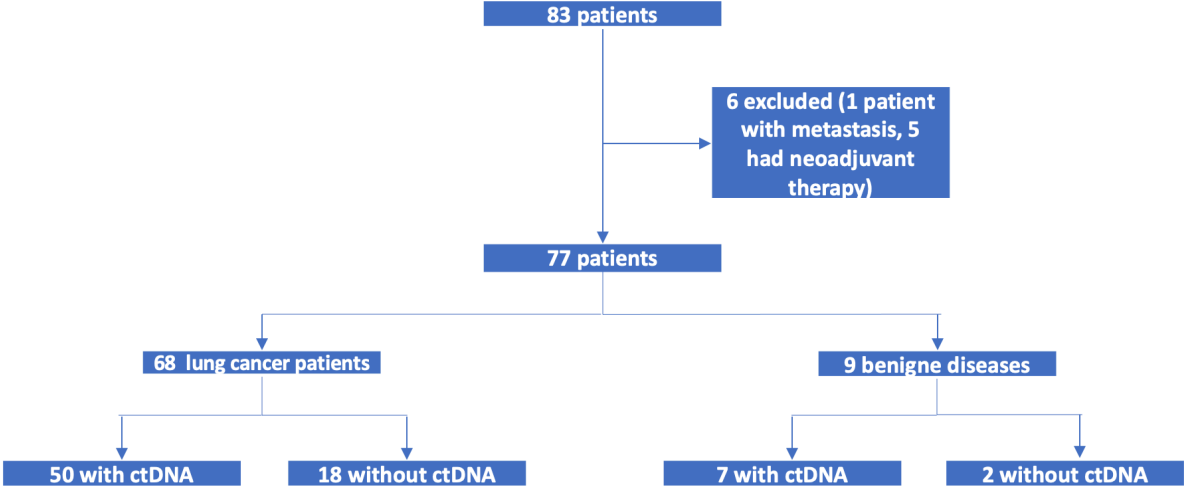 83 patients
6 excluded (1 patient
with metastasis, 5
had neoadjuvant
therapy)
77 patients
68 lung cancer patients
9 benigne diseases
50 with ctDNA
18 without ctDNA
7 with ctDNA
2 without ctDNA